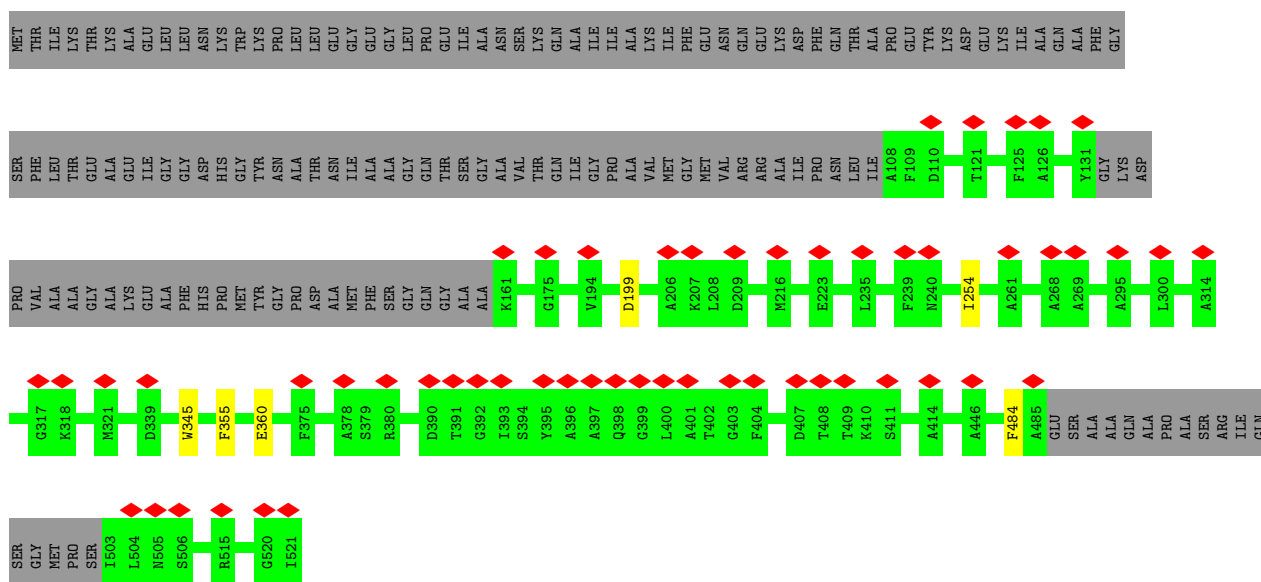 MET THR ILE LYS THR LYS ALA GLU LEU LEU ASN LYS TRP LYS PRO LEU LEU GLU GLY GLU GLY LEU PRO GLU ILE ALA ASN SER LYS GLN ALA ILE ILE ALA LYS ILE PHE GLU ASN GLN GLU LYS ASP PHE GLN THR ALA PRO GLU TYR LYS ASP GLU LYS ILE ALA GLN ALA PHE GLY
SER PHE LEU THR GLU ALA GLU ILE GLY GLY ASP HIS GLY TYR ASN ALA THR ASN ILE ALA ALA GLY GLN THR SER GLY ALA VAL THR GLN ILE GLY PRO ALA VAL MET GLY MET VAL ARG ARG ALA ILE PRO ASN LEU ILE A108 F109 D110 T121 F125 A126 Y131 GLY LYS ASP
PRO VAL ALA ALA GLY ALA LYS GLU ALA PHE HIS PRO MET TYR GLY PRO ASP ALA MET PHE SER GLY GLN GLY ALA ALA K161 G175 V194 D199 A206 K207 L208 D209 M216 E223 L235 F239 N240 I254 A261 A268 A269 A295 L300 A314
G317 K318 M321 D339 W345 F355 E360 F375 A378 S379 R380 D390 T391 G392 I393 S394 Y395 A396 A397 Q398 G399 L400 A401 T402 G403 F404 D407 T408 T409 K410 S411 A414 A446 F484 A485 GLU SER ALA ALA GLN ALA PRO ALA SER ARG ILE GLN
SER GLY MET PRO SER I503 L504 N505 S506 R515 G520 I521